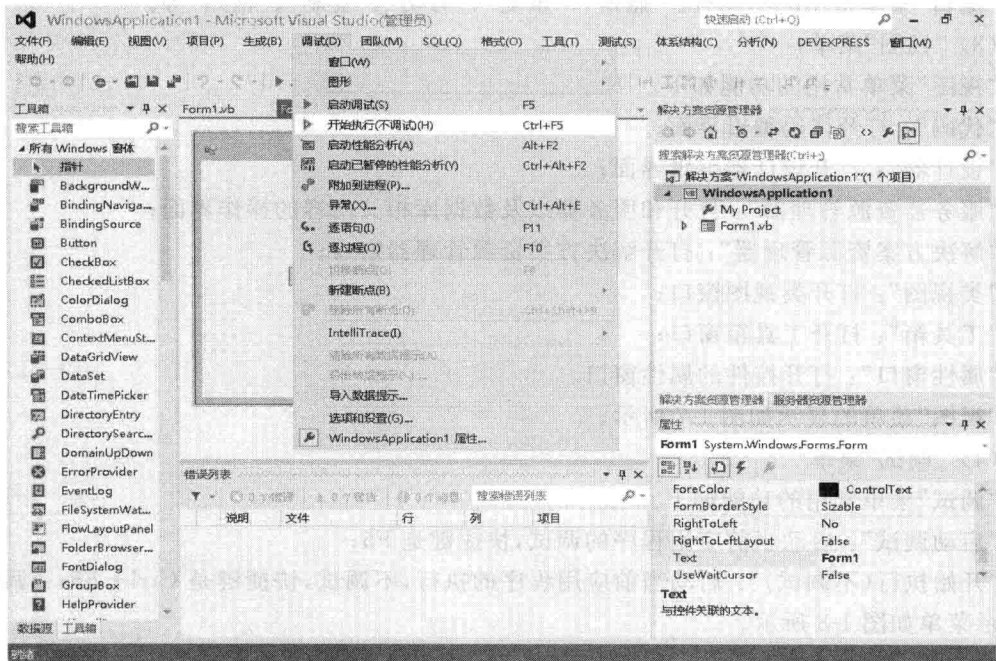 WindowsApplication1 - Microsoft Visual Studio(管理员)
快速启动 (Ctrl+Q)
文件(F) 编辑(E) 视图(V) 项目(P) 生成(B) 调试(D) 团队(M) SQL(Q) 格式(O) 工具(T) 测试(S) 体系结构(C) 分析(N) DEVEXPRESS 窗口(W)
帮助(H)
窗口(W)
图形
启动调试(S) F5
开始执行(不调试)(H) Ctrl+F5
启动性能分析(A) Alt+F2
启动已暂停的性能分析(Y) Ctrl+Alt+F2
附加到进程(P)...
异常(X)... Ctrl+Alt+E
逐语句(I) F11
逐过程(O) F10
切换断点(G) F9
新建断点(B)
IntelliTrace(I)
导入数据提示...
选项和设置(G)...
WindowsApplication1 属性...
工具箱
搜索工具箱
所有 Windows 窗体
指针
BackgroundW...
BindingNaviga...
BindingSource
Button
CheckBox
CheckedListBox
ColorDialog
ComboBox
ContextMenuSt...
DataGridView
DataSet
DateTimePicker
DirectoryEntry
DirectorySearc...
DomainUpDown
ErrorProvider
EventLog
FileSystemWat...
FlowLayoutPanel
FolderBrowser...
FontDialog
GroupBox
HelpProvider
数据源 工具箱
Form1.vb
错误列表
搜索错误列表
说明 文件 行 列 项目
解决方案资源管理器
搜索解决方案资源管理器(Ctrl+;)
解决方案"WindowsApplication1"(1 个项目)
WindowsApplication1
My Project
Form1.vb
解决方案资源管理器 服务器资源管理器
属性
Form1 System.Windows.Forms.Form
ForeColor ControlText
FormBorderStyle Sizable
RightToLeft No
RightToLeftLayout False
Text Form1
UseWaitCursor False
Text
与控件关联的文本。